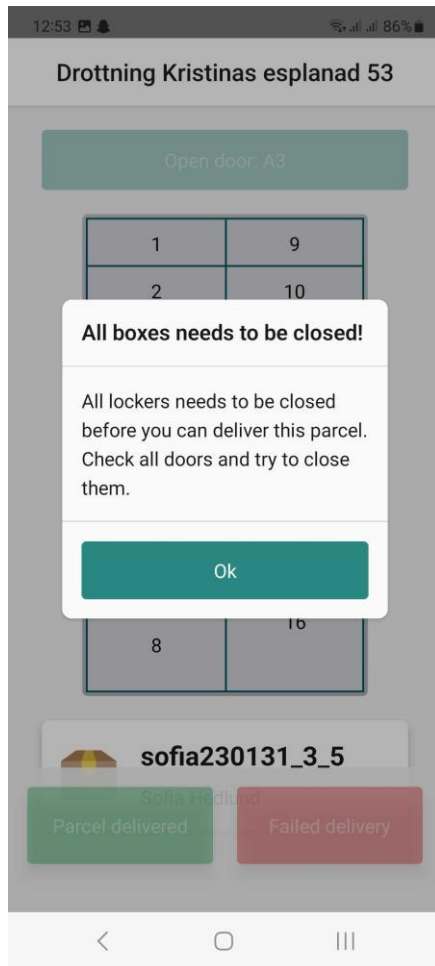 12:53 86%
Drottning Kristinas esplanad 53
Open door: A3
1 9
2 10
All boxes needs to be closed!
All lockers needs to be closed
before you can deliver this parcel.
Check all doors and try to close
them.
Ok
16
8
sofia230131_3_5
Sofia Hedlund
Parcel delivered Failed delivery